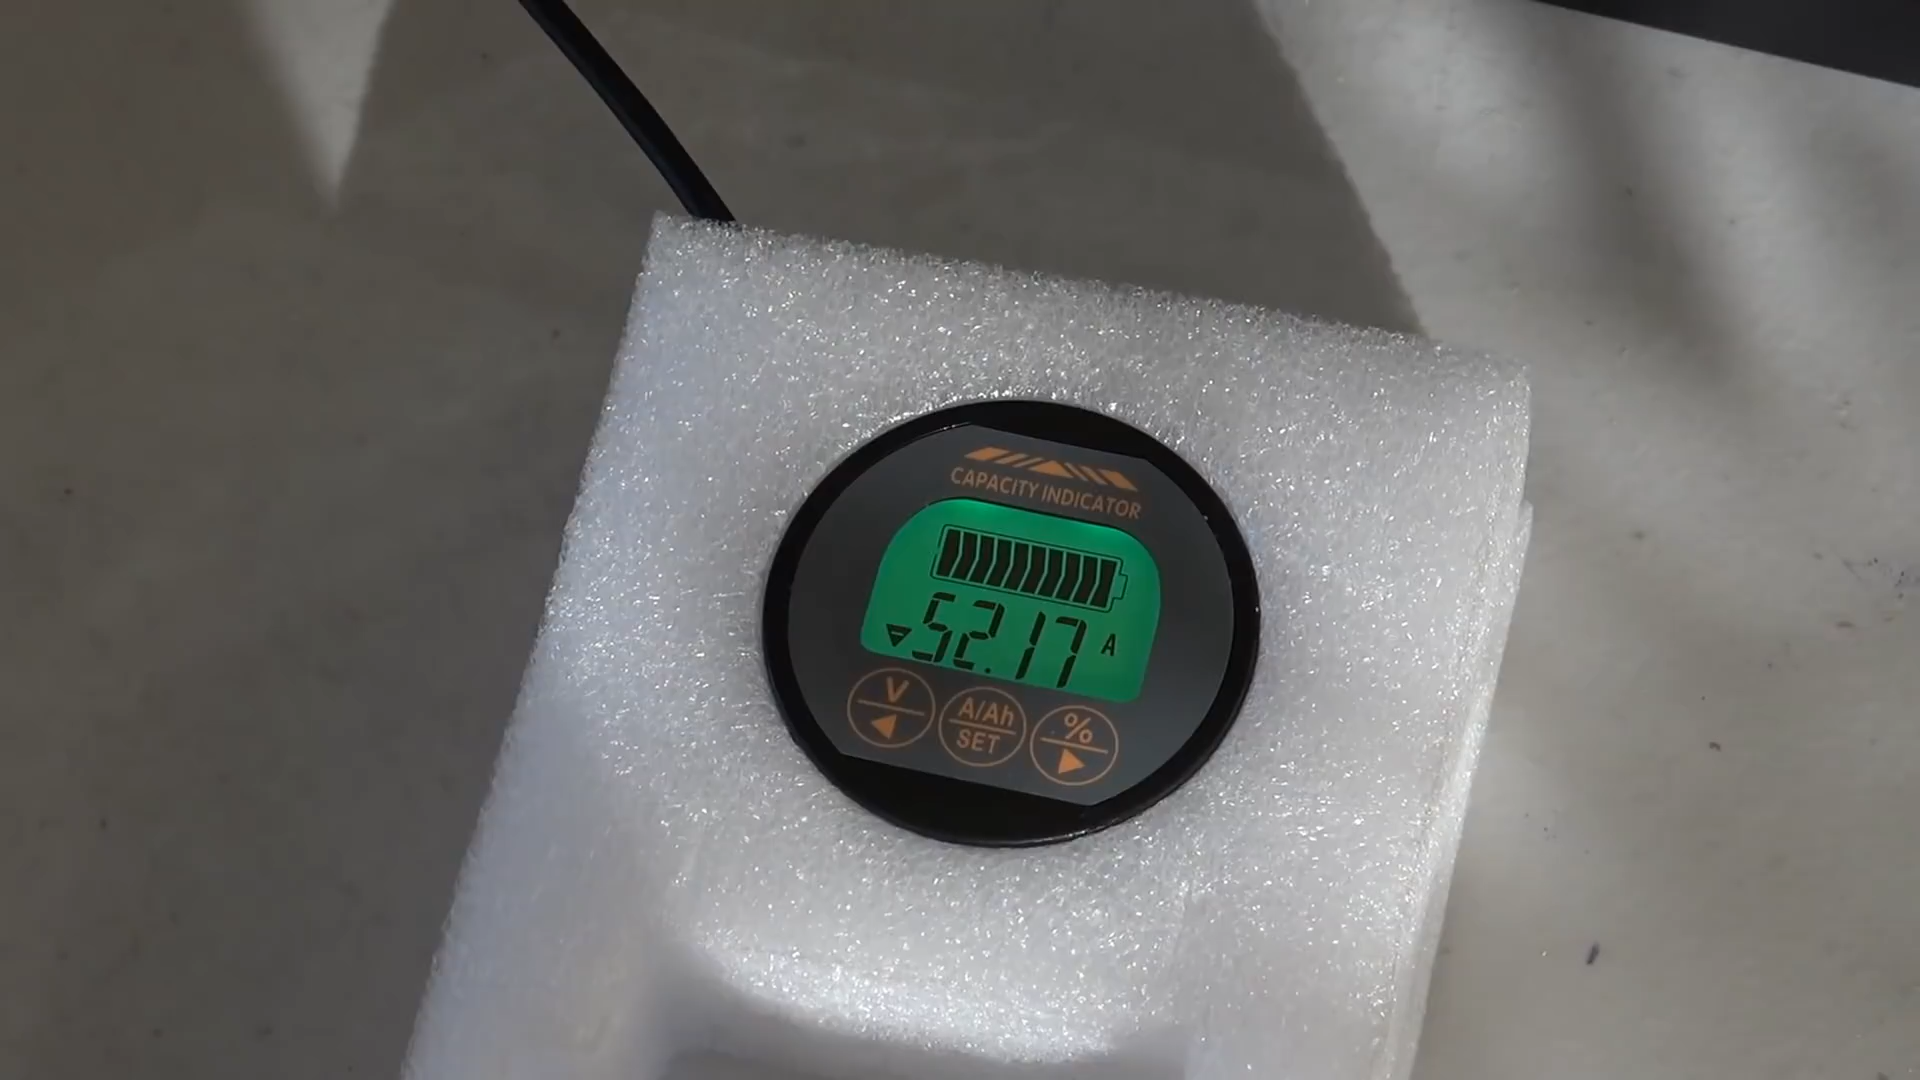 CAPACITY INDICATOR
52.17 A
V
A/Ah
SET
%